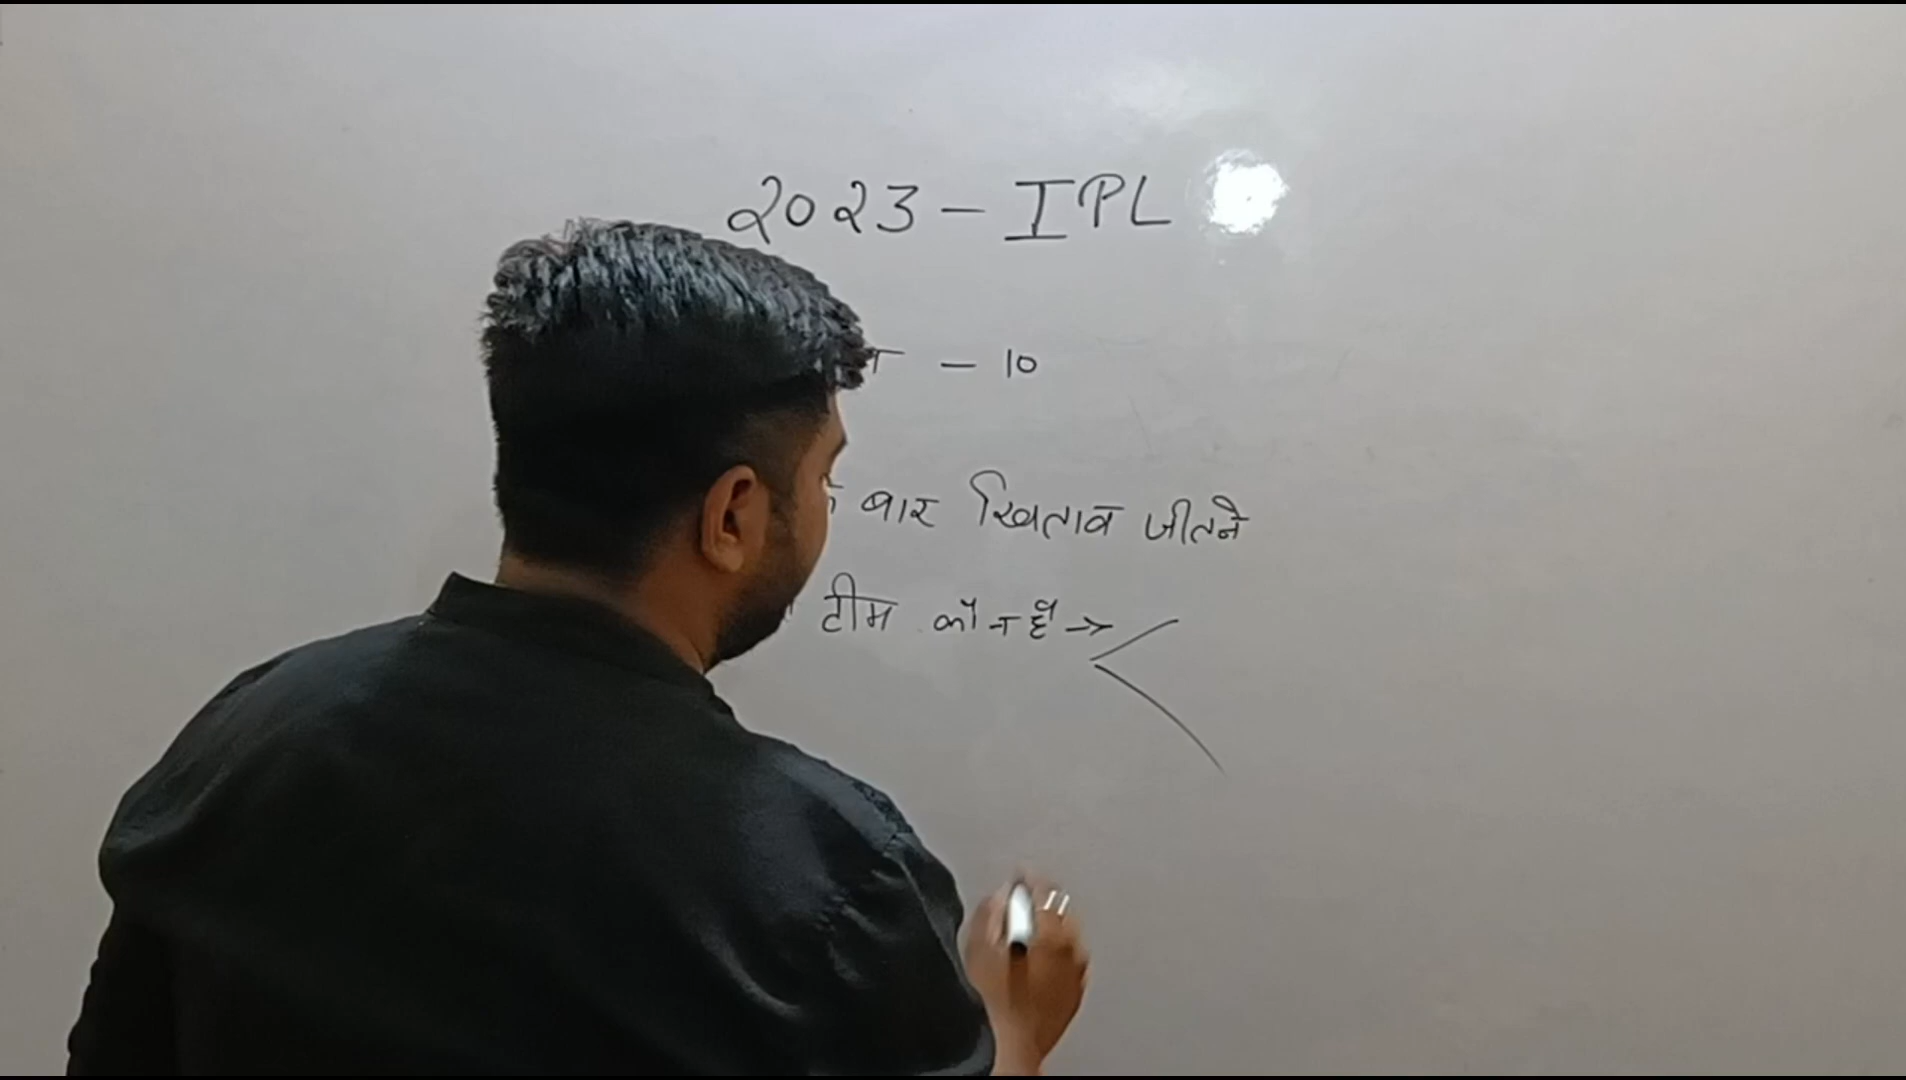 2023 - IPL
- 10
बार खिताब जीतने
टीम कौन है →